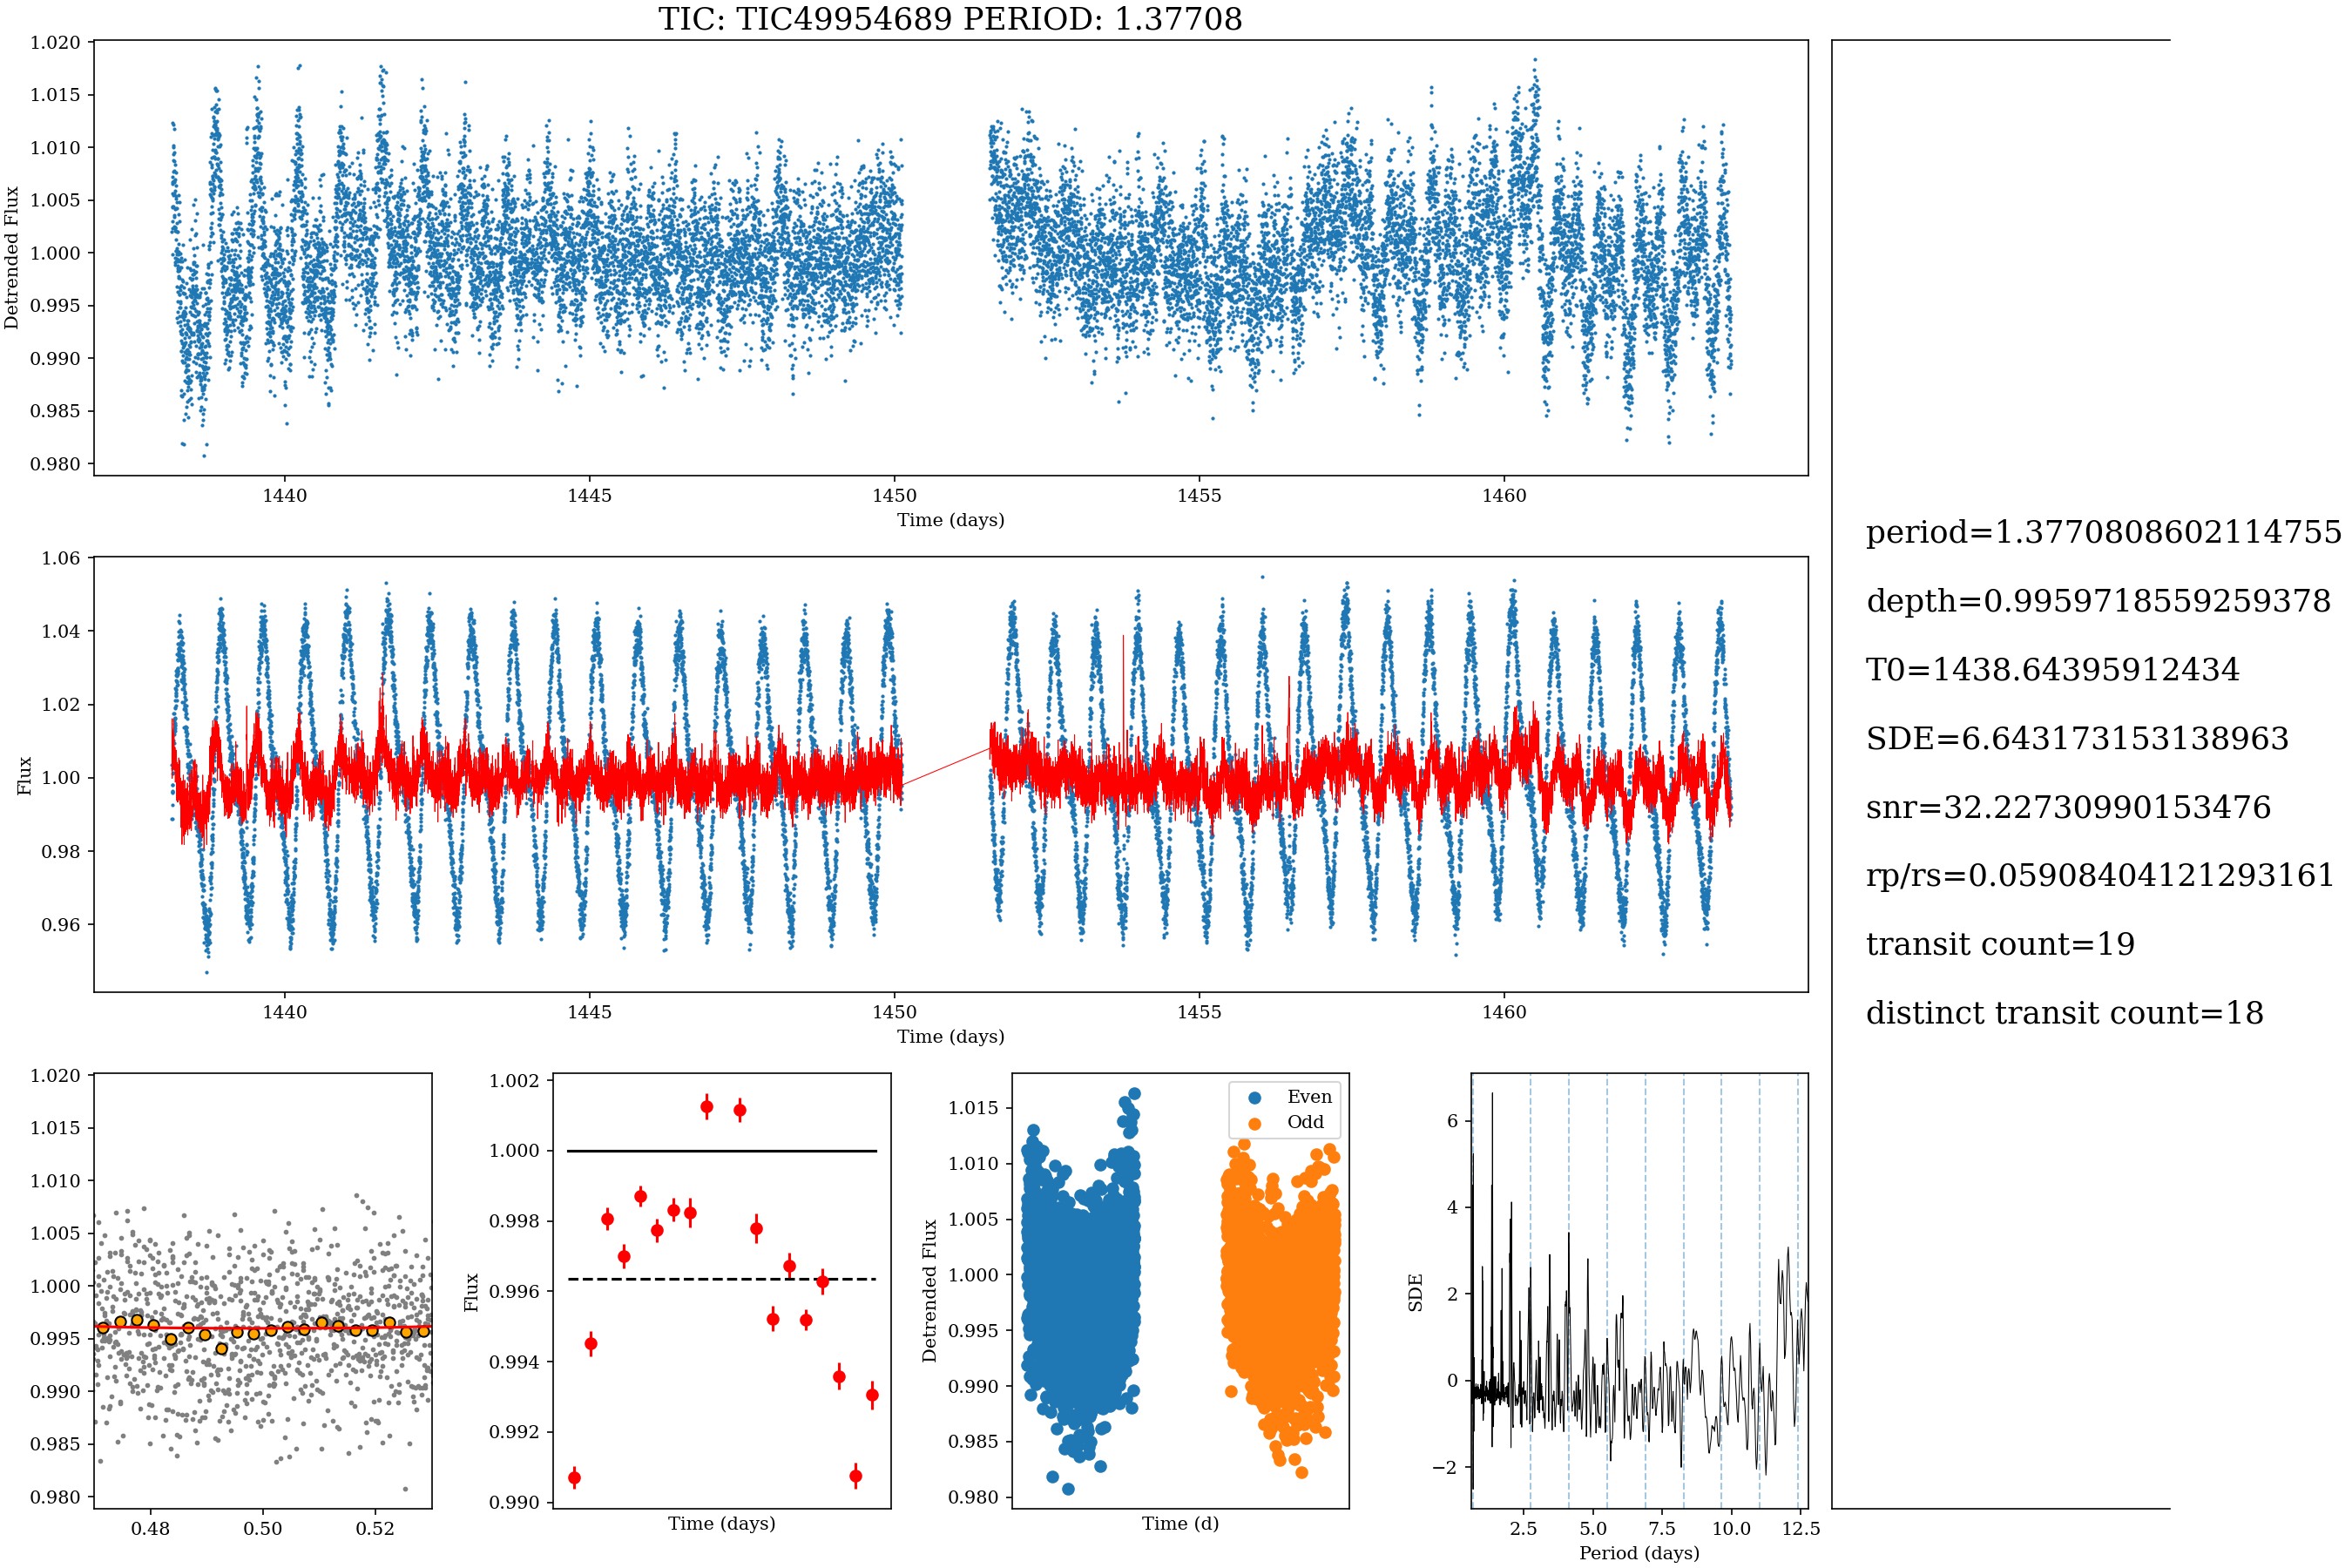 TIC: TIC49954689 PERIOD: 1.37708
1.020
1.015
1.010
1.005
1.000
0.995
0.990
0.985
0.980
Detrended Flux
1440
1445
1450
1455
1460
Time (days)
1.06
1.04
1.02
1.00
0.98
0.96
Flux
1440
1445
1450
1455
1460
Time (days)
period=1.3770808602114755
depth=0.9959718559259378
T0=1438.64395912434
SDE=6.643173153138963
snr=32.22730990153476
rp/rs=0.05908404121293161
transit count=19
distinct transit count=18
1.020
1.015
1.010
1.005
1.000
0.995
0.990
0.985
0.980
0.48
0.50
0.52
1.002
1.000
0.998
0.996
0.994
0.992
0.990
Flux
Time (days)
1.015
1.010
1.005
1.000
0.995
0.990
0.985
0.980
Detrended Flux
Even
Odd
Time (d)
6
4
2
0
−2
SDE
2.5
5.0
7.5
10.0
12.5
Period (days)